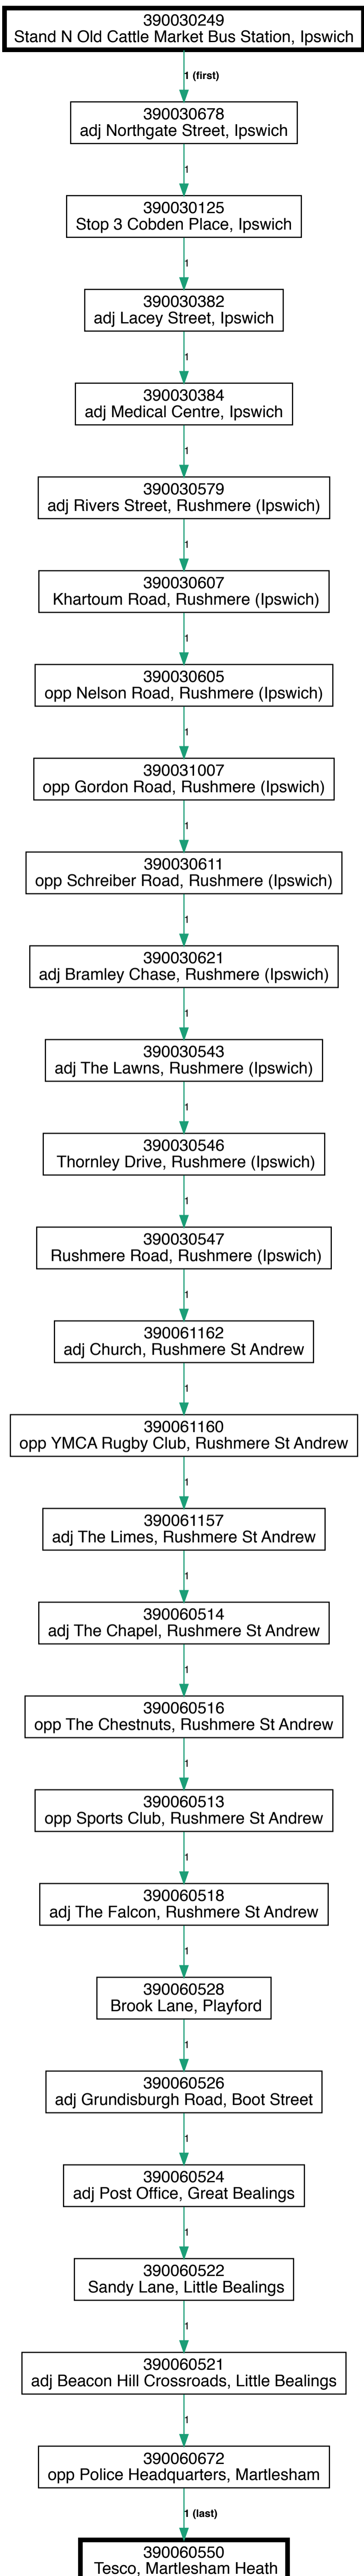 390030249
Stand N Old Cattle Market Bus Station, Ipswich
1 (first)
390030678
adj Northgate Street, Ipswich
1
390030125
Stop 3 Cobden Place, Ipswich
1
390030382
adj Lacey Street, Ipswich
1
390030384
adj Medical Centre, Ipswich
1
390030579
adj Rivers Street, Rushmere (Ipswich)
1
390030607
Khartoum Road, Rushmere (Ipswich)
1
390030605
opp Nelson Road, Rushmere (Ipswich)
1
390031007
opp Gordon Road, Rushmere (Ipswich)
1
390030611
opp Schreiber Road, Rushmere (Ipswich)
1
390030621
adj Bramley Chase, Rushmere (Ipswich)
1
390030543
adj The Lawns, Rushmere (Ipswich)
1
390030546
Thornley Drive, Rushmere (Ipswich)
1
390030547
Rushmere Road, Rushmere (Ipswich)
1
390061162
adj Church, Rushmere St Andrew
1
390061160
opp YMCA Rugby Club, Rushmere St Andrew
1
390061157
adj The Limes, Rushmere St Andrew
1
390060514
adj The Chapel, Rushmere St Andrew
1
390060516
opp The Chestnuts, Rushmere St Andrew
1
390060513
opp Sports Club, Rushmere St Andrew
1
390060518
adj The Falcon, Rushmere St Andrew
1
390060528
Brook Lane, Playford
1
390060526
adj Grundisburgh Road, Boot Street
1
390060524
adj Post Office, Great Bealings
1
390060522
Sandy Lane, Little Bealings
1
390060521
adj Beacon Hill Crossroads, Little Bealings
1
390060672
opp Police Headquarters, Martlesham
1 (last)
390060550
Tesco, Martlesham Heath